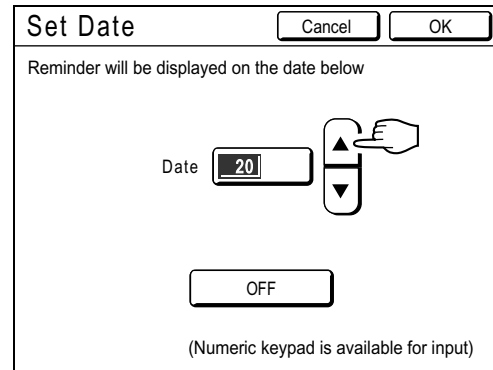 Set Date
Cancel
OK
Reminder will be displayed on the date below
Date
20
OFF
(Numeric keypad is available for input)